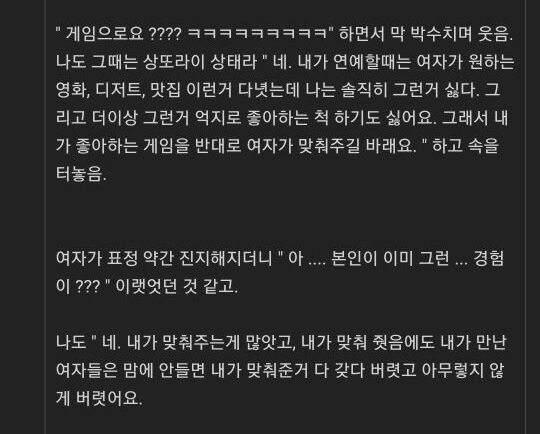 " 게임으로요 ???? ㅋㅋㅋㅋㅋㅋㅋㅋㅋ" 하면서 막 박수치며 웃음.
나도 그때는 상또라이 상태라 " 네. 내가 연예할때는 여자가 원하는
영화, 디저트, 맛집 이런거 다녓는데 나는 솔직히 그런거 싫다. 그
리고 더이상 그런거 억지로 좋아하는 척 하기도 싫어요. 그래서 내
가 좋아하는 게임을 반대로 여자가 맞춰주길 바래요. " 하고 속을
터놓음.
여자가 표정 약간 진지해지더니 " 아 .... 본인이 이미 그런 ... 경험
이 ??? " 이랫엇던 것 같고.
나도 " 네. 내가 맞춰주는게 많앗고, 내가 맞춰 줫음에도 내가 만난
여자들은 맘에 안들면 내가 맞춰준거 다 갖다 버렷고 아무렇지 않
게 버렷어요.